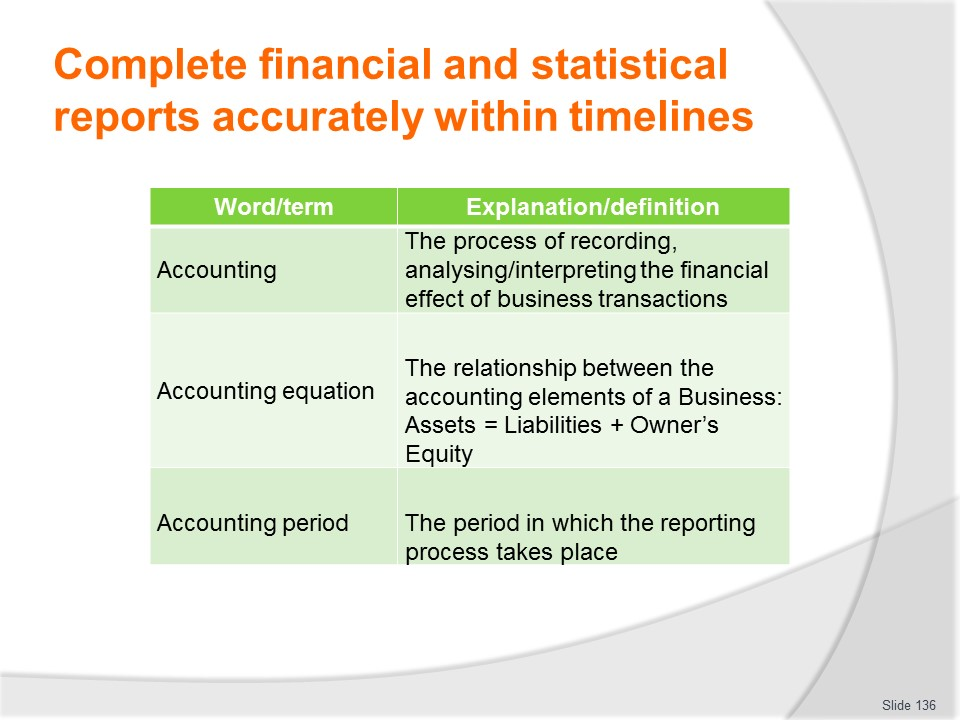 Complete financial and statistical
reports accurately within timelines
Word/term
Explanation/definition
Accounting
The process of recording,
analysing/interpreting the financial
effect of business transactions
Accounting equation
The relationship between the
accounting elements of a Business:
Assets = Liabilities + Owner’s
Equity
Accounting period
The period in which the reporting
process takes place
Slide 136